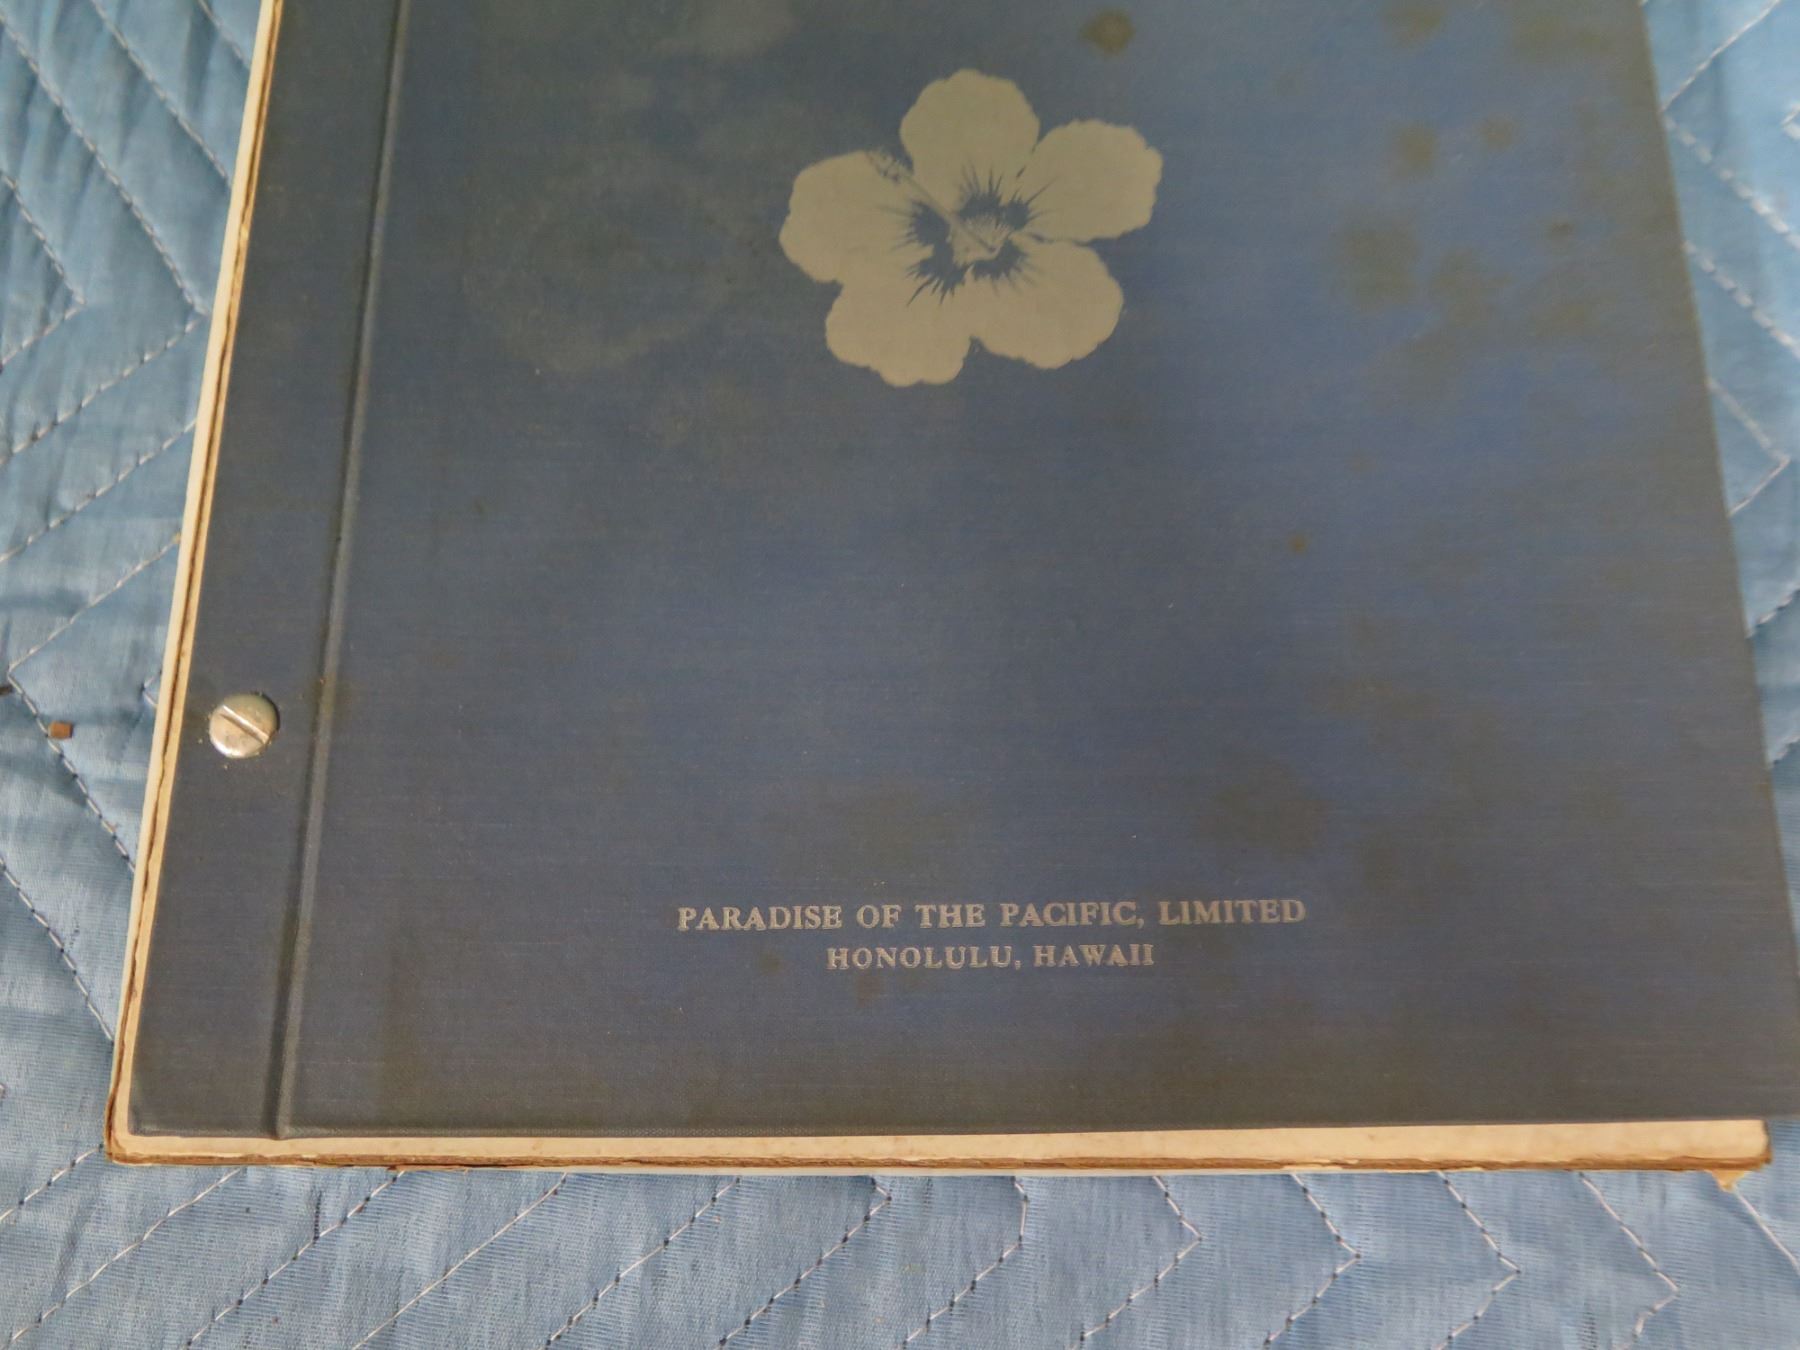 PARADISE OF THE PACIFIC, LIMITED
HONOLULU, HAWAII